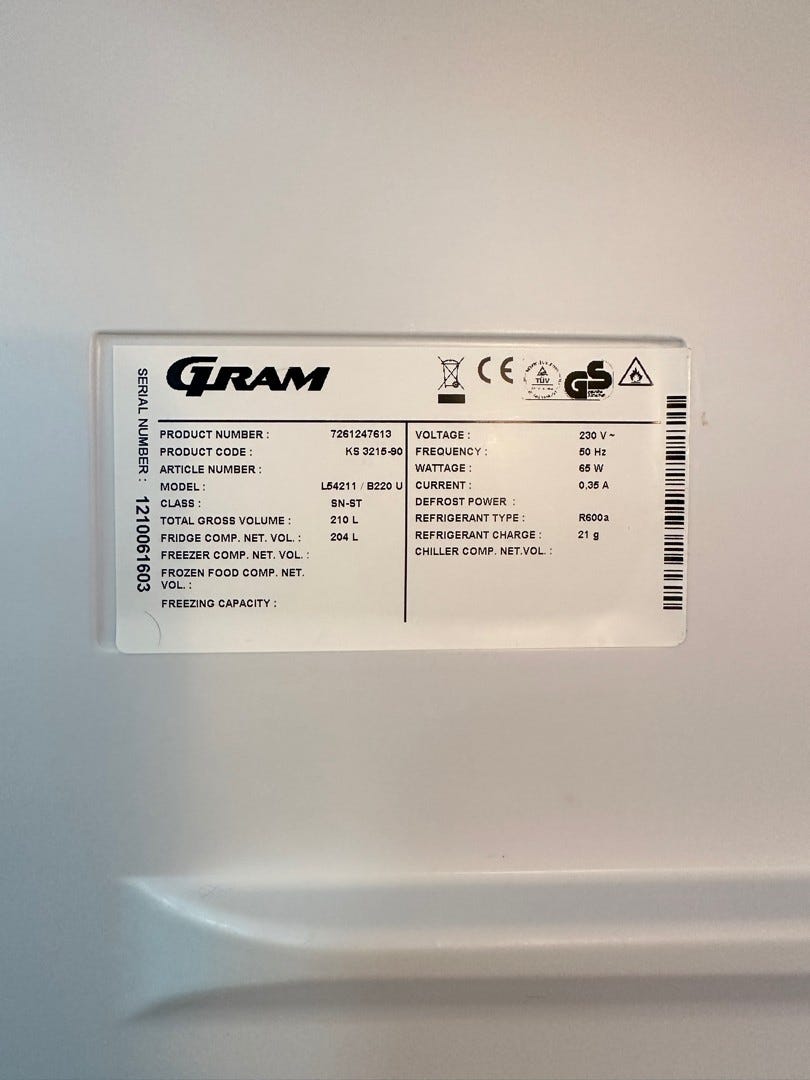 GRAM
CE
TÜV
GS
SERIAL NUMBER : 1210061603
PRODUCT NUMBER : 7261247613
PRODUCT CODE : KS 3215-90
ARTICLE NUMBER :
MODEL : L54211 / B220 U
CLASS : SN-ST
TOTAL GROSS VOLUME : 210 L
FRIDGE COMP. NET. VOL. : 204 L
FREEZER COMP. NET. VOL. :
FROZEN FOOD COMP. NET.
VOL. :
FREEZING CAPACITY :
VOLTAGE : 230 V ~
FREQUENCY : 50 Hz
WATTAGE : 65 W
CURRENT : 0,35 A
DEFROST POWER :
REFRIGERANT TYPE : R600a
REFRIGERANT CHARGE : 21 g
CHILLER COMP. NET.VOL. :